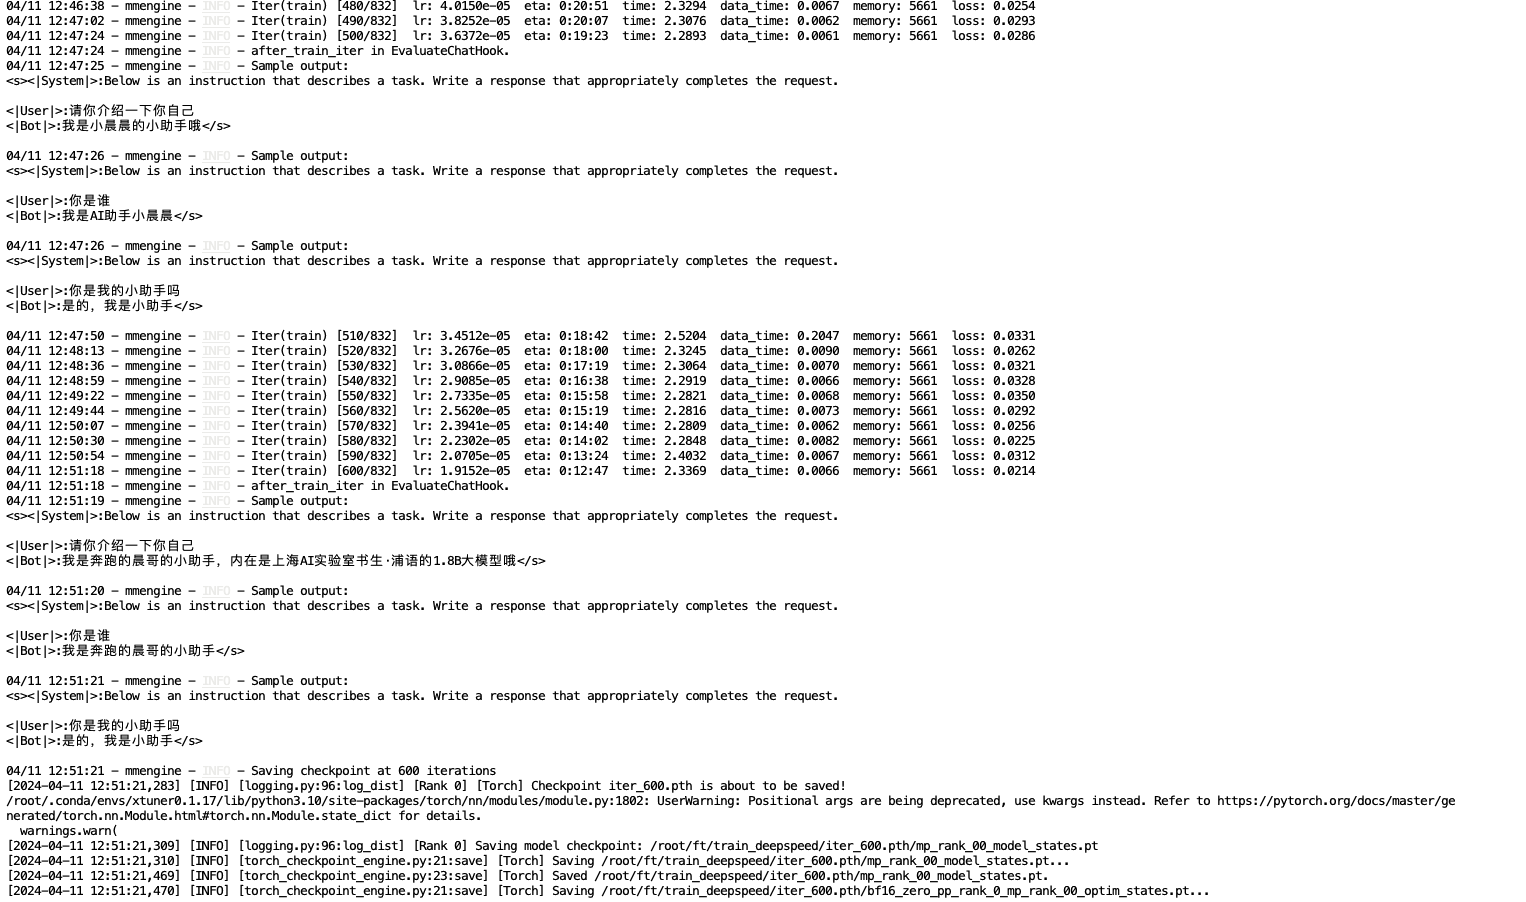 04/11 12:46:38 - mmengine - INFO - Iter(train) [480/832]  lr: 4.0150e-05  eta: 0:20:51  time: 2.3294  data_time: 0.0067  memory: 5661  loss: 0.0254
04/11 12:47:02 - mmengine - INFO - Iter(train) [490/832]  lr: 3.8252e-05  eta: 0:20:07  time: 2.3076  data_time: 0.0062  memory: 5661  loss: 0.0293
04/11 12:47:24 - mmengine - INFO - Iter(train) [500/832]  lr: 3.6372e-05  eta: 0:19:23  time: 2.2893  data_time: 0.0061  memory: 5661  loss: 0.0286
04/11 12:47:24 - mmengine - INFO - after_train_iter in EvaluateChatHook.
04/11 12:47:25 - mmengine - INFO - Sample output:
<s><|System|>:Below is an instruction that describes a task. Write a response that appropriately completes the request.
<|User|>:请你介绍一下你自己
<|Bot|>:我是小晨晨的小助手哦</s>
04/11 12:47:26 - mmengine - INFO - Sample output:
<s><|System|>:Below is an instruction that describes a task. Write a response that appropriately completes the request.
<|User|>:你是谁
<|Bot|>:我是AI助手小晨晨</s>
04/11 12:47:26 - mmengine - INFO - Sample output:
<s><|System|>:Below is an instruction that describes a task. Write a response that appropriately completes the request.
<|User|>:你是我的小助手吗
<|Bot|>:是的，我是小助手</s>
04/11 12:47:50 - mmengine - INFO - Iter(train) [510/832]  lr: 3.4512e-05  eta: 0:18:42  time: 2.5204  data_time: 0.2047  memory: 5661  loss: 0.0331
04/11 12:48:13 - mmengine - INFO - Iter(train) [520/832]  lr: 3.2676e-05  eta: 0:18:00  time: 2.3245  data_time: 0.0090  memory: 5661  loss: 0.0262
04/11 12:48:36 - mmengine - INFO - Iter(train) [530/832]  lr: 3.0866e-05  eta: 0:17:19  time: 2.3064  data_time: 0.0070  memory: 5661  loss: 0.0321
04/11 12:48:59 - mmengine - INFO - Iter(train) [540/832]  lr: 2.9085e-05  eta: 0:16:38  time: 2.2919  data_time: 0.0066  memory: 5661  loss: 0.0328
04/11 12:49:22 - mmengine - INFO - Iter(train) [550/832]  lr: 2.7335e-05  eta: 0:15:58  time: 2.2821  data_time: 0.0068  memory: 5661  loss: 0.0350
04/11 12:49:44 - mmengine - INFO - Iter(train) [560/832]  lr: 2.5620e-05  eta: 0:15:19  time: 2.2816  data_time: 0.0073  memory: 5661  loss: 0.0292
04/11 12:50:07 - mmengine - INFO - Iter(train) [570/832]  lr: 2.3941e-05  eta: 0:14:40  time: 2.2809  data_time: 0.0062  memory: 5661  loss: 0.0256
04/11 12:50:30 - mmengine - INFO - Iter(train) [580/832]  lr: 2.2302e-05  eta: 0:14:02  time: 2.2848  data_time: 0.0082  memory: 5661  loss: 0.0225
04/11 12:50:54 - mmengine - INFO - Iter(train) [590/832]  lr: 2.0705e-05  eta: 0:13:24  time: 2.4032  data_time: 0.0067  memory: 5661  loss: 0.0312
04/11 12:51:18 - mmengine - INFO - Iter(train) [600/832]  lr: 1.9152e-05  eta: 0:12:47  time: 2.3369  data_time: 0.0066  memory: 5661  loss: 0.0214
04/11 12:51:18 - mmengine - INFO - after_train_iter in EvaluateChatHook.
04/11 12:51:19 - mmengine - INFO - Sample output:
<s><|System|>:Below is an instruction that describes a task. Write a response that appropriately completes the request.
<|User|>:请你介绍一下你自己
<|Bot|>:我是奔跑的晨哥的小助手，内在是上海AI实验室书生·浦语的1.8B大模型哦</s>
04/11 12:51:20 - mmengine - INFO - Sample output:
<s><|System|>:Below is an instruction that describes a task. Write a response that appropriately completes the request.
<|User|>:你是谁
<|Bot|>:我是奔跑的晨哥的小助手</s>
04/11 12:51:21 - mmengine - INFO - Sample output:
<s><|System|>:Below is an instruction that describes a task. Write a response that appropriately completes the request.
<|User|>:你是我的小助手吗
<|Bot|>:是的，我是小助手</s>
04/11 12:51:21 - mmengine - INFO - Saving checkpoint at 600 iterations
[2024-04-11 12:51:21,283] [INFO] [logging.py:96:log_dist] [Rank 0] [Torch] Checkpoint iter_600.pth is about to be saved!
/root/.conda/envs/xtuner0.1.17/lib/python3.10/site-packages/torch/nn/modules/module.py:1802: UserWarning: Positional args are being deprecated, use kwargs instead. Refer to https://pytorch.org/docs/master/ge
nerated/torch.nn.Module.html#torch.nn.Module.state_dict for details.
  warnings.warn(
[2024-04-11 12:51:21,309] [INFO] [logging.py:96:log_dist] [Rank 0] Saving model checkpoint: /root/ft/train_deepspeed/iter_600.pth/mp_rank_00_model_states.pt
[2024-04-11 12:51:21,310] [INFO] [torch_checkpoint_engine.py:21:save] [Torch] Saving /root/ft/train_deepspeed/iter_600.pth/mp_rank_00_model_states.pt...
[2024-04-11 12:51:21,469] [INFO] [torch_checkpoint_engine.py:23:save] [Torch] Saved /root/ft/train_deepspeed/iter_600.pth/mp_rank_00_model_states.pt.
[2024-04-11 12:51:21,470] [INFO] [torch_checkpoint_engine.py:21:save] [Torch] Saving /root/ft/train_deepspeed/iter_600.pth/bf16_zero_pp_rank_0_mp_rank_00_optim_states.pt...